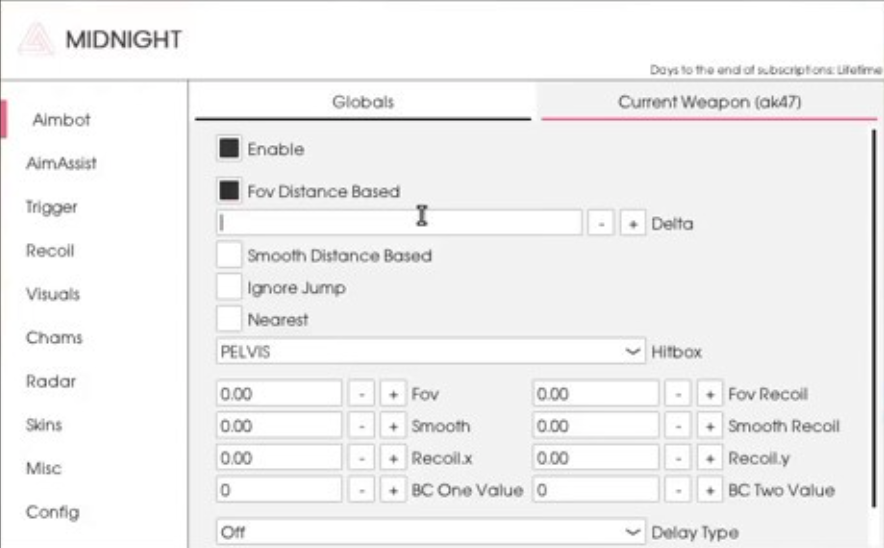 MIDNIGHT
Days to the end of subscriptions: Lifetime
Aimbot
AimAssist
Trigger
Recoil
Visuals
Chams
Radar
Skins
Misc
Config
Globals
Current Weapon (ak47)
Enable
Fov Distance Based
- + Delta
Smooth Distance Based
Ignore Jump
Nearest
PELVIS Hitbox
0.00 - + Fov 0.00 - + Fov Recoil
0.00 - + Smooth 0.00 - + Smooth Recoil
0.00 - + Recoil.x 0.00 - + Recoil.y
0 - + BC One Value 0 - + BC Two Value
Off Delay Type